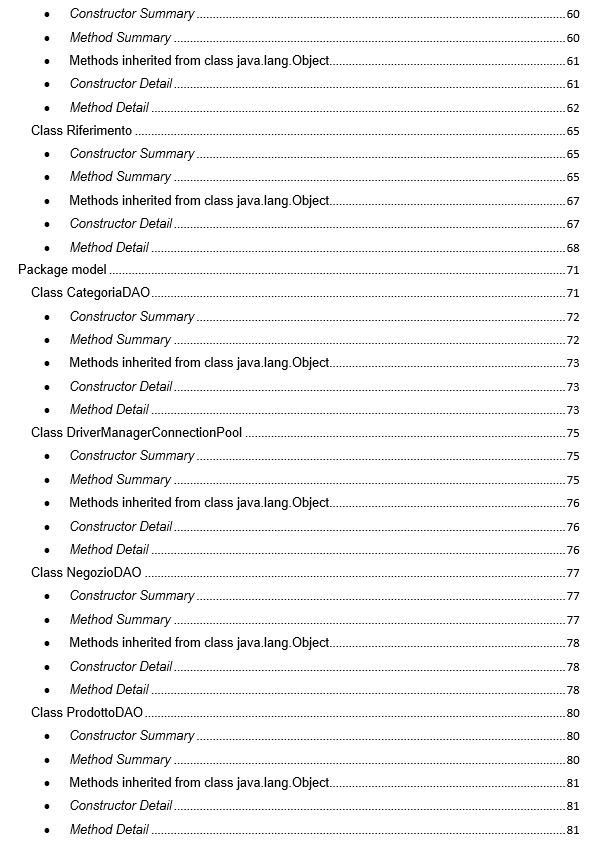 • Constructor Summary 60
• Method Summary 60
• Methods inherited from class java.lang.Object 61
• Constructor Detail 61
• Method Detail 62
Class Riferimento 65
• Constructor Summary 65
• Method Summary 65
• Methods inherited from class java.lang.Object 67
• Constructor Detail 67
• Method Detail 68
Package model 71
Class CategoriaDAO 71
• Constructor Summary 72
• Method Summary 72
• Methods inherited from class java.lang.Object 73
• Constructor Detail 73
• Method Detail 73
Class DriverManagerConnectionPool 75
• Constructor Summary 75
• Method Summary 75
• Methods inherited from class java.lang.Object 76
• Constructor Detail 76
• Method Detail 76
Class NegozioDAO 77
• Constructor Summary 77
• Method Summary 77
• Methods inherited from class java.lang.Object 78
• Constructor Detail 78
• Method Detail 78
Class ProdottoDAO 80
• Constructor Summary 80
• Method Summary 80
• Methods inherited from class java.lang.Object 81
• Constructor Detail 81
• Method Detail 81